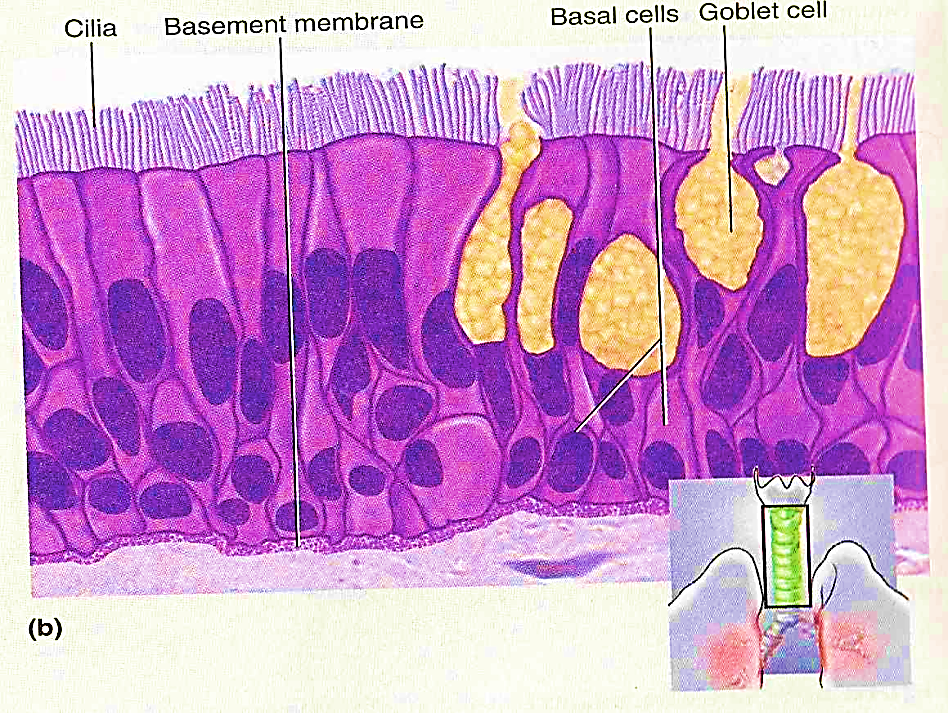 Cilia
Basement membrane
Basal cells
Goblet cell
(b)